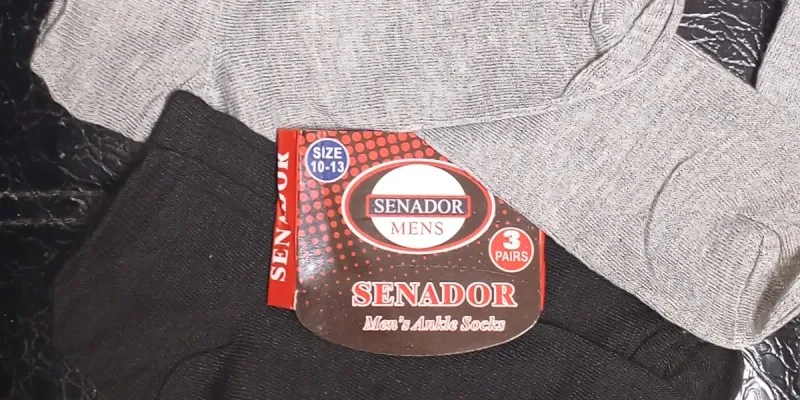 SENADOR
SIZE
10-13
SENADOR
MENS
3
PAIRS
SENADOR
Men's Ankle Socks